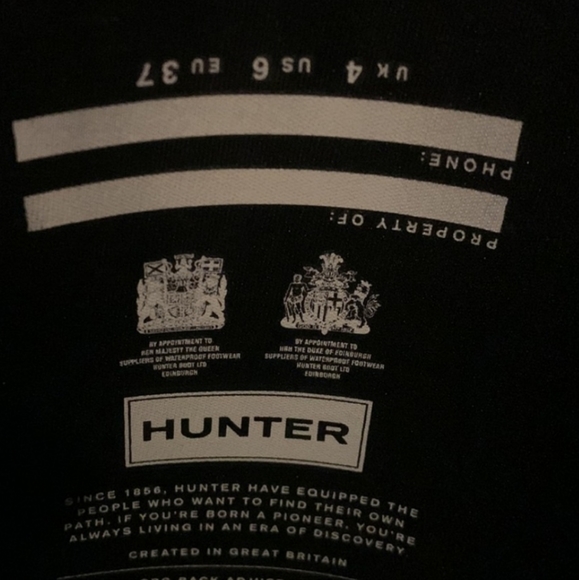 UK 4 US 6 EU 37
PHONE:
PROPERTY OF:
BY APPOINTMENT TO
HER MAJESTY THE QUEEN
SUPPLIERS OF WATERPROOF FOOTWEAR
HUNTER BOOT LTD
EDINBURGH
BY APPOINTMENT TO
HRH THE DUKE OF EDINBURGH
SUPPLIERS OF WATERPROOF FOOTWEAR
HUNTER BOOT LTD
EDINBURGH
HUNTER
SINCE 1856, HUNTER HAVE EQUIPPED THE
PEOPLE WHO WANT TO FIND THEIR OWN
PATH. IF YOU'RE BORN A PIONEER, YOU'RE
ALWAYS LIVING IN AN ERA OF DISCOVERY
CREATED IN GREAT BRITAIN